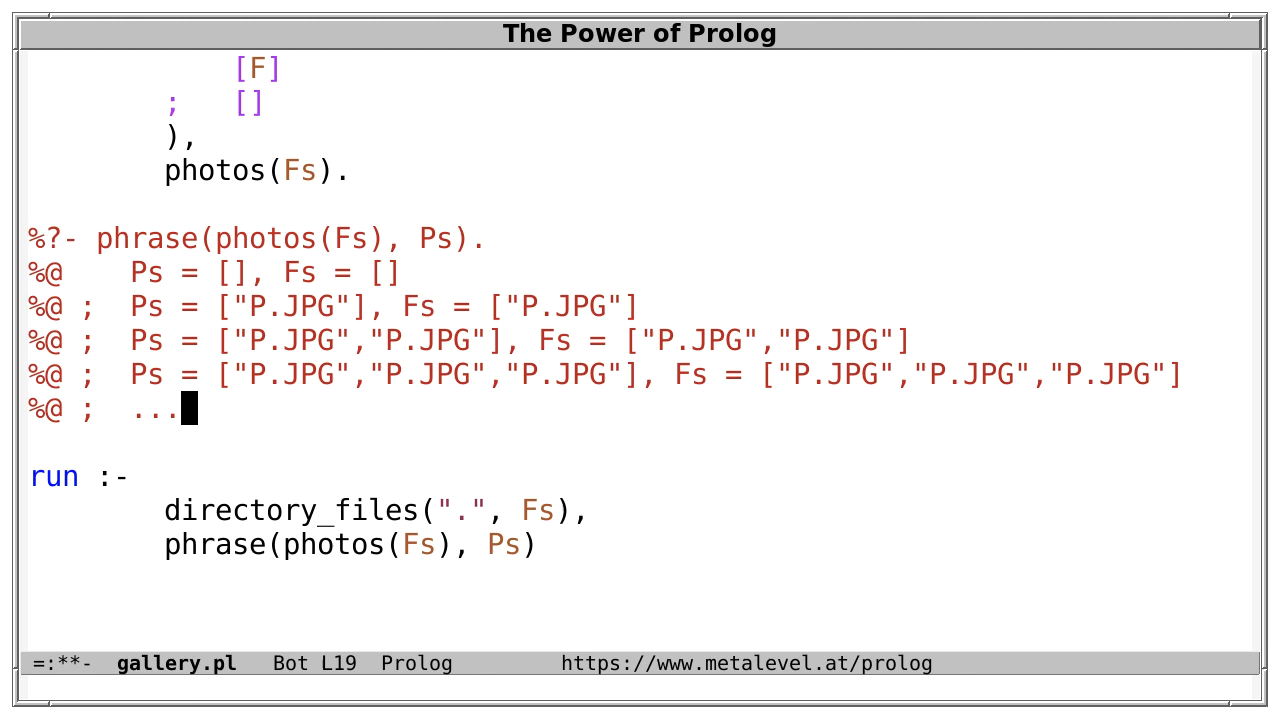 The Power of Prolog
[F]
;   []
),
photos(Fs).
%?- phrase(photos(Fs), Ps).
%@    Ps = [], Fs = []
%@ ;  Ps = ["P.JPG"], Fs = ["P.JPG"]
%@ ;  Ps = ["P.JPG","P.JPG"], Fs = ["P.JPG","P.JPG"]
%@ ;  Ps = ["P.JPG","P.JPG","P.JPG"], Fs = ["P.JPG","P.JPG","P.JPG"]
%@ ;  ...
run :-
directory_files(".", Fs),
phrase(photos(Fs), Ps)
=:**-  gallery.pl   Bot L19  Prolog         https://www.metalevel.at/prolog